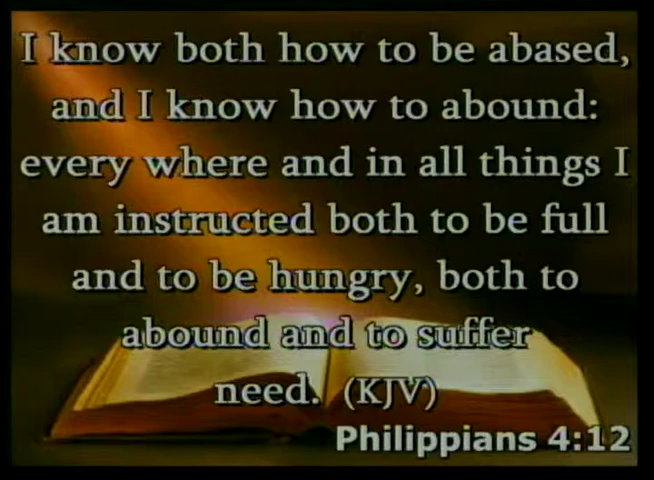 I know both how to be abased,
and I know how to abound:
every where and in all things I
am instructed both to be full
and to be hungry, both to
abound and to suffer
need. (KJV)
Philippians 4:12